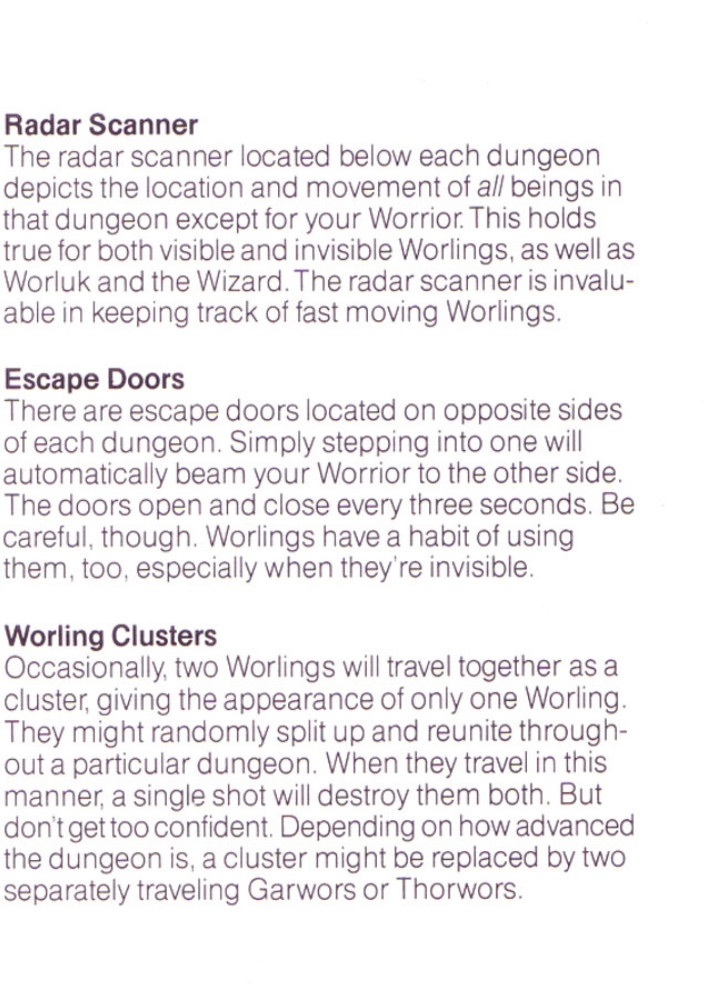 Radar Scanner
The radar scanner located below each dungeon
depicts the location and movement of all beings in
that dungeon except for your Worrior. This holds
true for both visible and invisible Worlings, as well as
Worluk and the Wizard. The radar scanner is invalu-
able in keeping track of fast moving Worlings.
Escape Doors
There are escape doors located on opposite sides
of each dungeon. Simply stepping into one will
automatically beam your Worrior to the other side.
The doors open and close every three seconds. Be
careful, though. Worlings have a habit of using
them, too, especially when they're invisible.
Worling Clusters
Occasionally, two Worlings will travel together as a
cluster, giving the appearance of only one Worling.
They might randomly split up and reunite through-
out a particular dungeon. When they travel in this
manner, a single shot will destroy them both. But
don't get too confident. Depending on how advanced
the dungeon is, a cluster might be replaced by two
separately traveling Garwors or Thorwors.